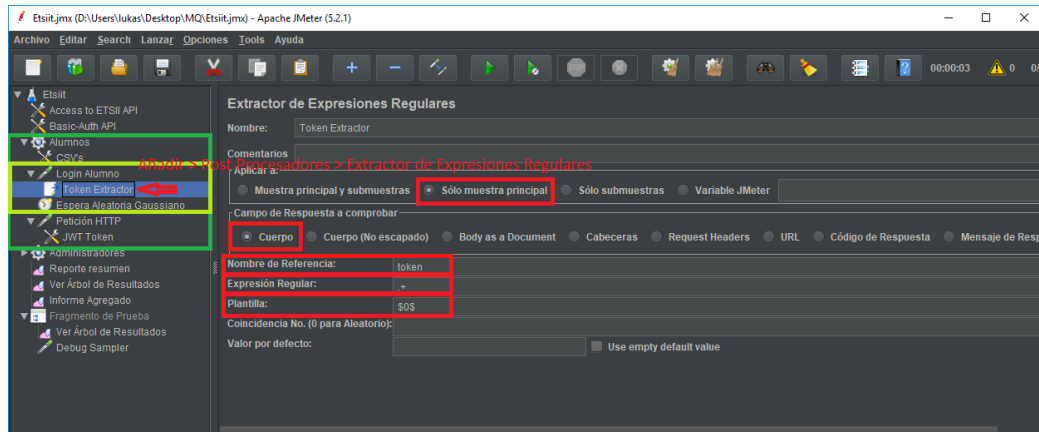 Etsiit.jmx (D:\Users\lukas\Desktop\MQ\Etsiit.jmx) - Apache JMeter (5.2.1)
Archivo Editar Search Lanzar Opciones Tools Ayuda
00:00:03 0 0/
Etsiit
Access to ETSII API
Basic-Auth API
Alumnos
CSV's
Login Alumno
Token Extractor
Espera Aleatoria Gaussiano
Petición HTTP
JWT Token
Administradores
Reporte resumen
Ver Árbol de Resultados
Informe Agregado
Fragmento de Prueba
Ver Árbol de Resultados
Debug Sampler
Extractor de Expresiones Regulares
Nombre: Token Extractor
Comentarios
Añadir > Post Procesadores > Extractor de Expresiones Regulares
Aplicar a:
Muestra principal y submuestras Sólo muestra principal Sólo submuestras Variable JMeter
Campo de Respuesta a comprobar
Cuerpo Cuerpo (No escapado) Body as a Document Cabeceras Request Headers URL Código de Respuesta Mensaje de Resp
Nombre de Referencia: token
Expresión Regular: .+
Plantilla: $0$
Coincidencia No. (0 para Aleatorio):
Valor por defecto: Use empty default value